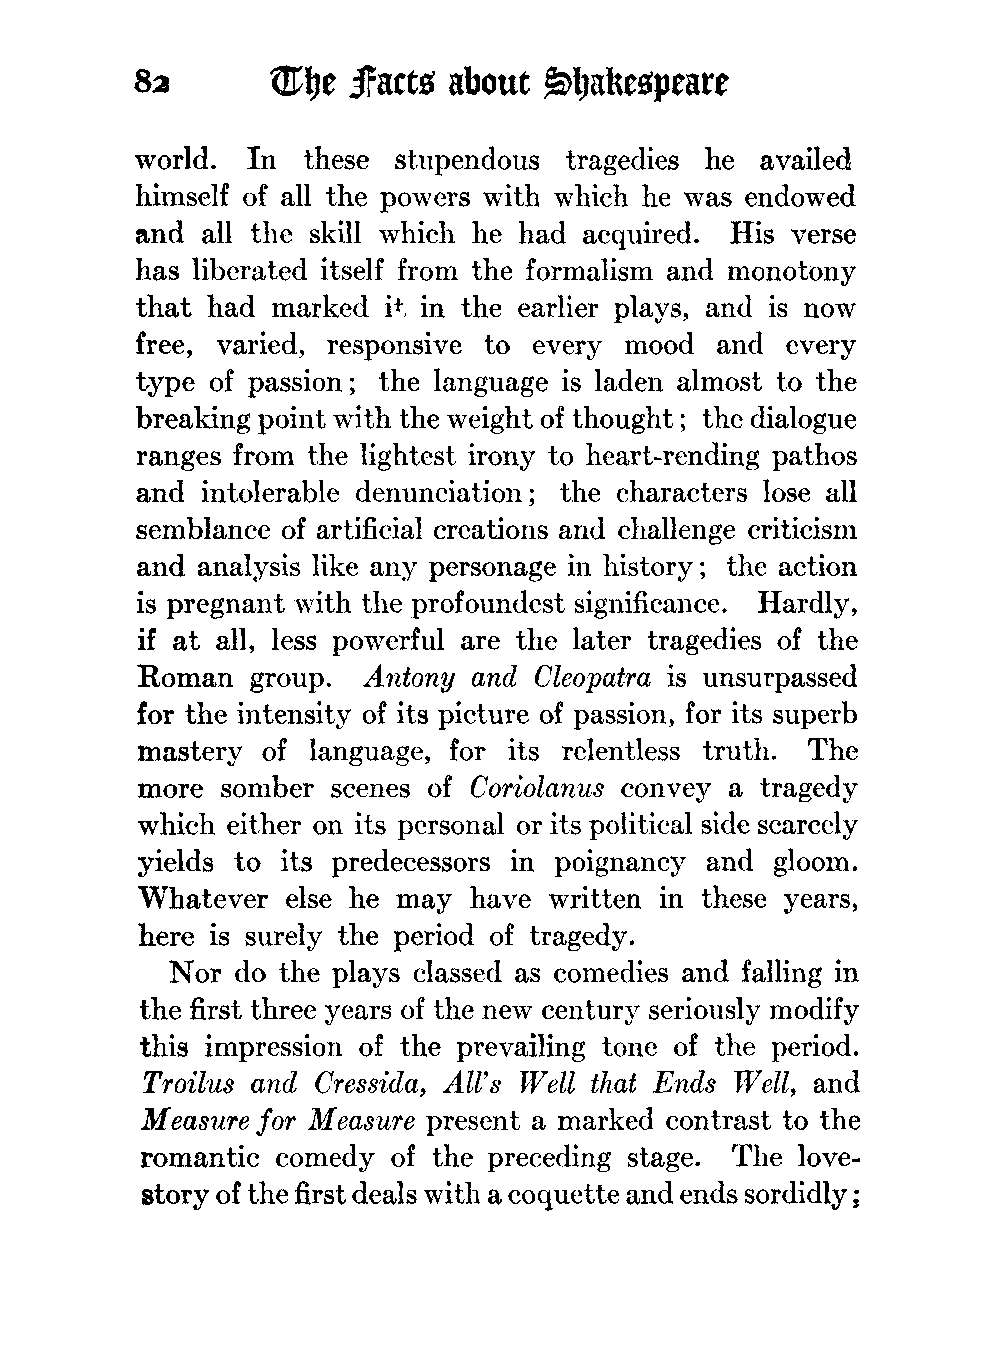 82 The Facts about Shakespeare
world. In these stupendous tragedies he availed
himself of all the powers with which he was endowed
and all the skill which he had acquired. His verse
has liberated itself from the formalism and monotony
that had marked it in the earlier plays, and is now
free, varied, responsive to every mood and every
type of passion; the language is laden almost to the
breaking point with the weight of thought; the dialogue
ranges from the lightest irony to heart-rending pathos
and intolerable denunciation; the characters lose all
semblance of artificial creations and challenge criticism
and analysis like any personage in history; the action
is pregnant with the profoundest significance. Hardly,
if at all, less powerful are the later tragedies of the
Roman group. Antony and Cleopatra is unsurpassed
for the intensity of its picture of passion, for its superb
mastery of language, for its relentless truth. The
more somber scenes of Coriolanus convey a tragedy
which either on its personal or its political side scarcely
yields to its predecessors in poignancy and gloom.
Whatever else he may have written in these years,
here is surely the period of tragedy.
Nor do the plays classed as comedies and falling in
the first three years of the new century seriously modify
this impression of the prevailing tone of the period.
Troilus and Cressida, All's Well that Ends Well, and
Measure for Measure present a marked contrast to the
romantic comedy of the preceding stage. The love-
story of the first deals with a coquette and ends sordidly;